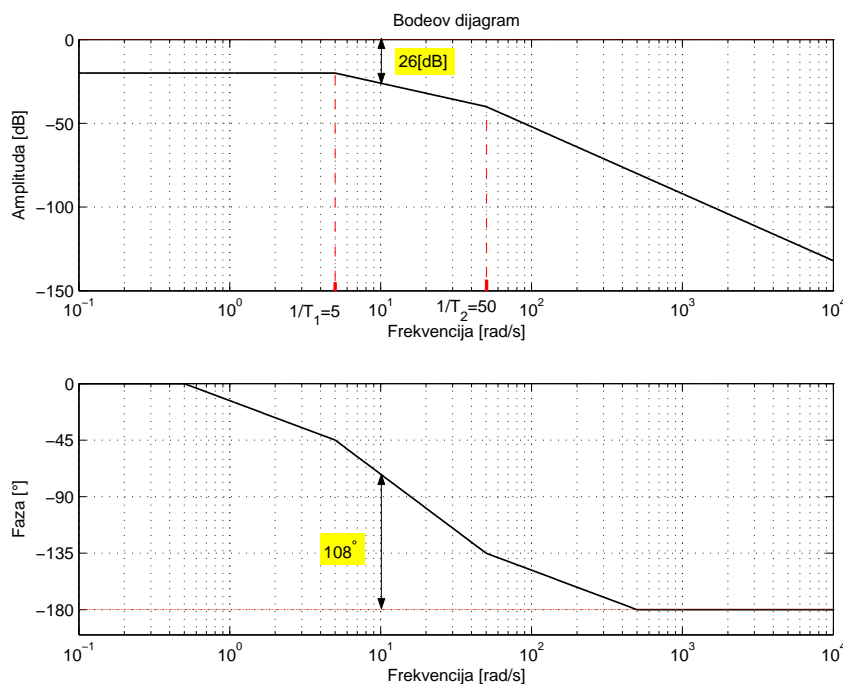 Bodeov dijagram
Amplituda [dB]
0
−50
−100
−150
26[dB]
10^-1 10^0 10^1 10^2 10^3 10^4
1/T_1=5 1/T_2=50
Frekvencija [rad/s]
Faza [°]
0
−45
−90
−135
−180
108°
10^-1 10^0 10^1 10^2 10^3 10^4
Frekvencija [rad/s]